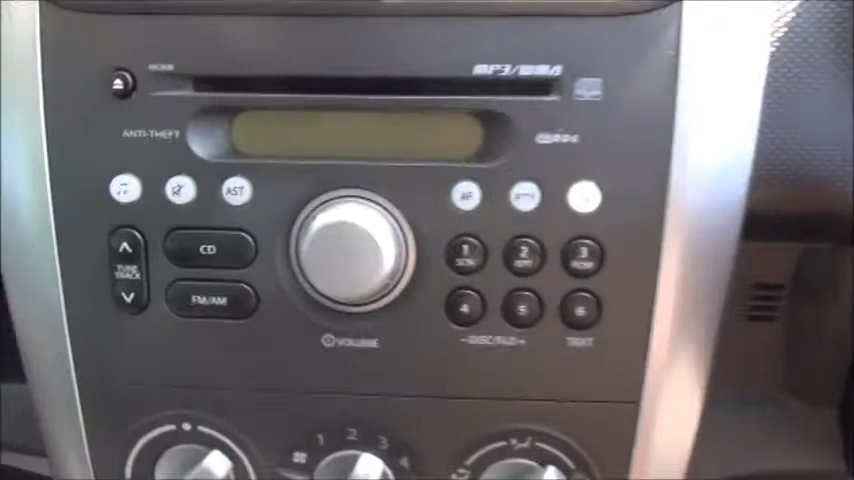 MP3/WMA
ANTI-THEFT
AST
AF
1
2
3
TUNE
TRACK
CD
4
5
6
FM/AM
VOLUME
-DISC/FLD+
TEXT
1 2 3 4